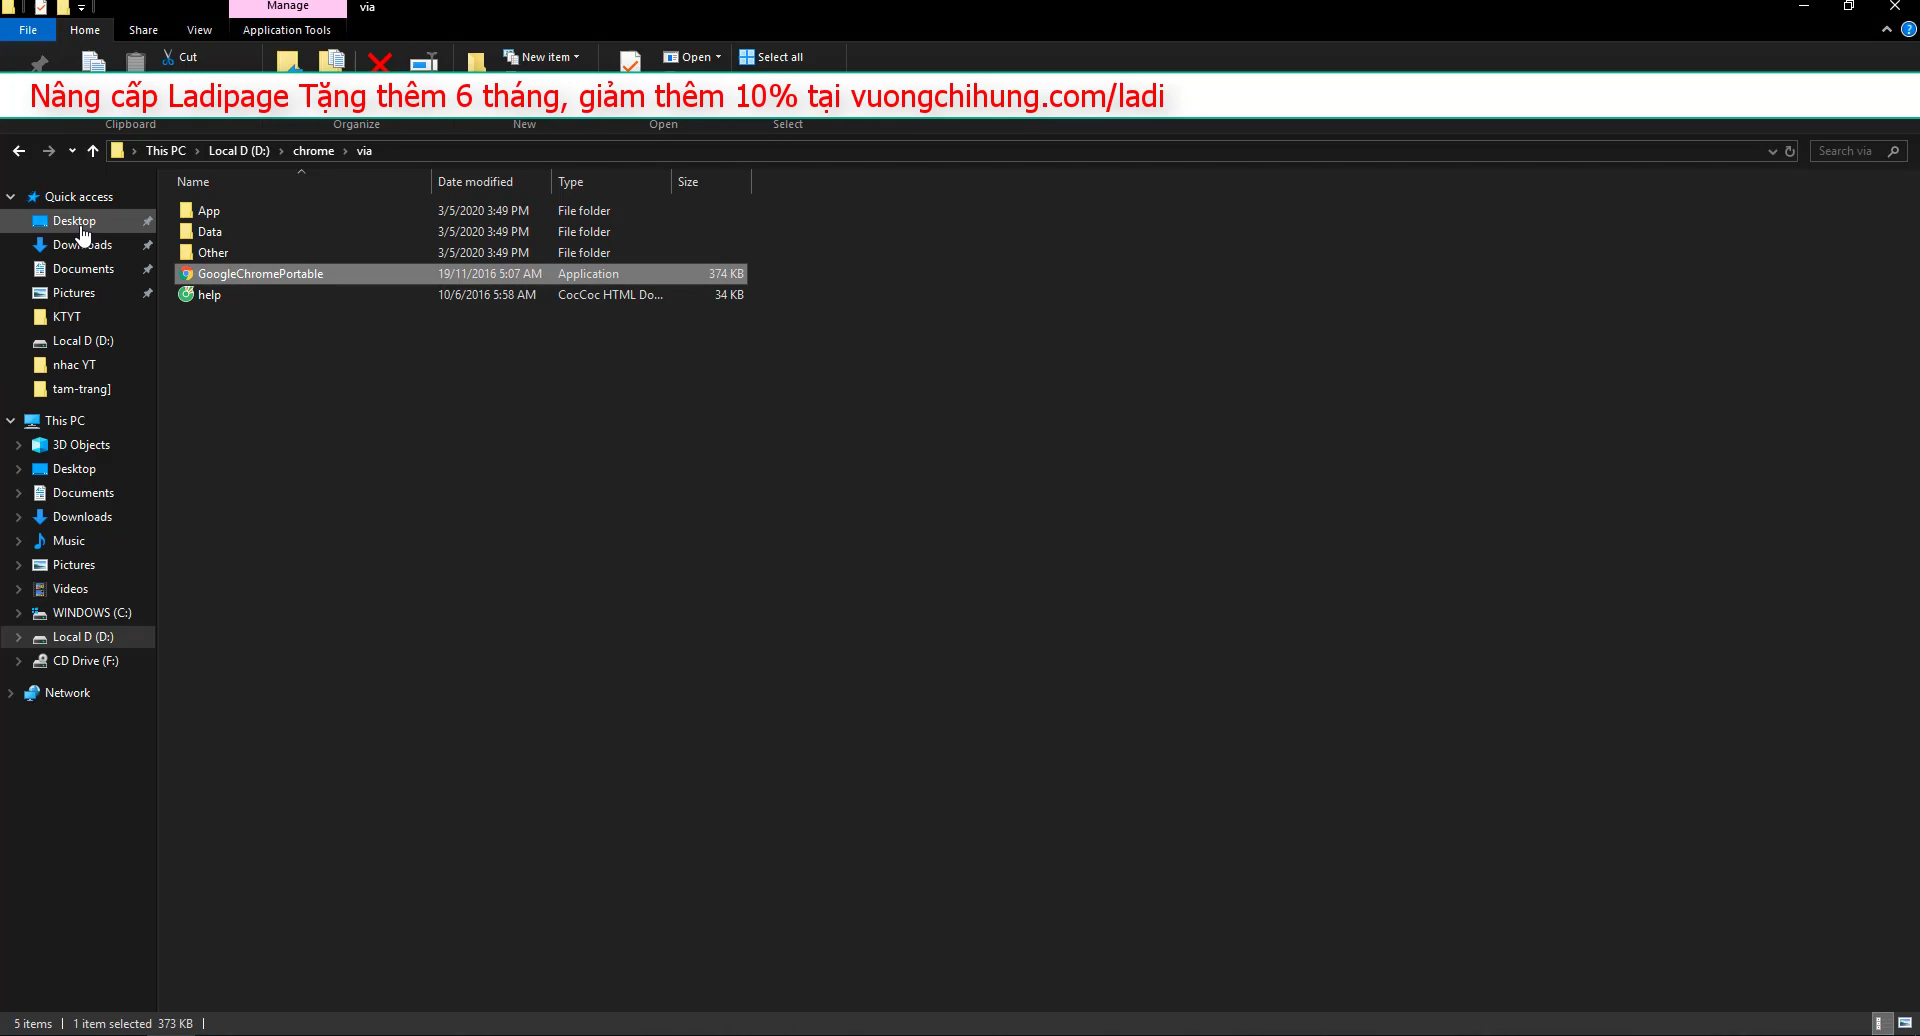 Manage
via
File
Home
Share
View
Application Tools
Cut
New item
Open
Select all
Nâng cấp Ladipage Tặng thêm 6 tháng, giảm thêm 10% tại vuongchihung.com/ladi
Clipboard
Organize
New
Open
Select
This PC
Local D (D:)
chrome
via
Search via
Name
Date modified
Type
Size
App 3/5/2020 3:49 PM File folder
Data 3/5/2020 3:49 PM File folder
Other 3/5/2020 3:49 PM File folder
GoogleChromePortable 19/11/2016 5:07 AM Application 374 KB
help 10/6/2016 5:58 AM CocCoc HTML Do... 34 KB
Quick access
Desktop
Downloads
Documents
Pictures
KTYT
Local D (D:)
nhac YT
tam-trang]
This PC
3D Objects
Desktop
Documents
Downloads
Music
Pictures
Videos
WINDOWS (C:)
Local D (D:)
CD Drive (F:)
Network
5 items
1 item selected 373 KB